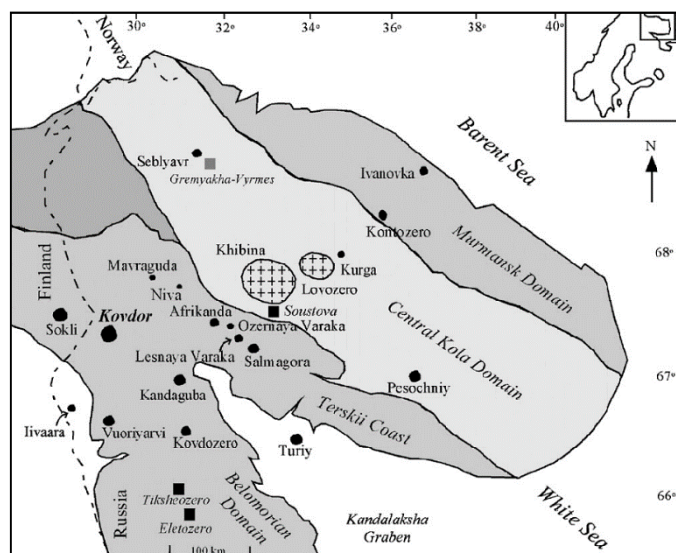 30°
32°
34°
36°
38°
40°
Norway
Barent Sea
N
Seblyavr
Gremyakha-Vyrmes
Ivanovka
Kontozero
Murmansk Domain
68°
Khibina
Kurga
Lovozero
Mavraguda
Niva
Finland
Afrikanda
Soustova
Sokli
Kovdor
Ozernaya Varaka
Central Kola Domain
Lesnaya Varaka
Salmagora
67°
Kandaguba
Pesochniy
Terskii Coast
Iivaara
Vuoriyarvi
Kovdozero
Turiy
Russia
Tiksheozero
Eletozero
Belomorian
Domain
66°
White Sea
Kandalaksha
Graben
100 km